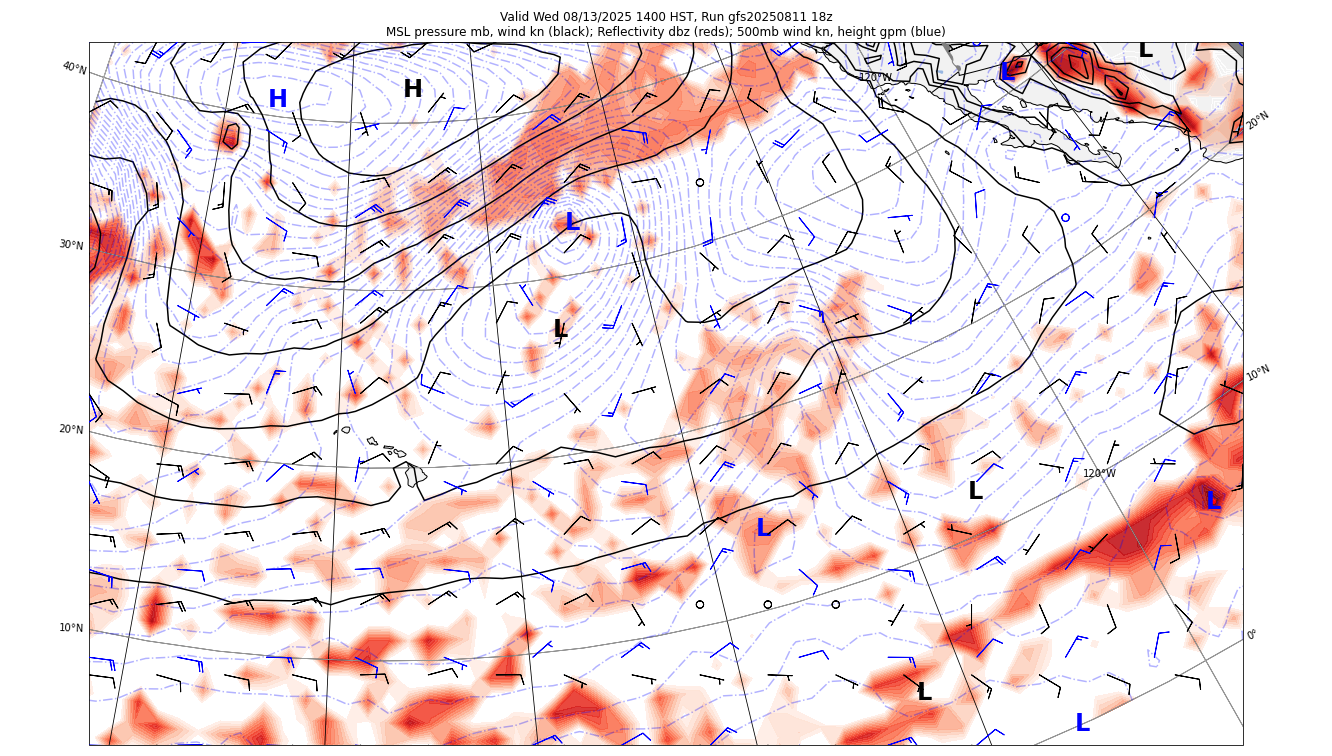 Valid Wed 08/13/2025 1400 HST, Run gfs20250811 18z
MSL pressure mb, wind kn (black); Reflectivity dbz (reds); 500mb wind kn, height gpm (blue)
L
40°N
L
120°W
H
H
20°N
L
30°N
L
10°N
20°N
120°W
L
L
L
10°N
0°
L
L